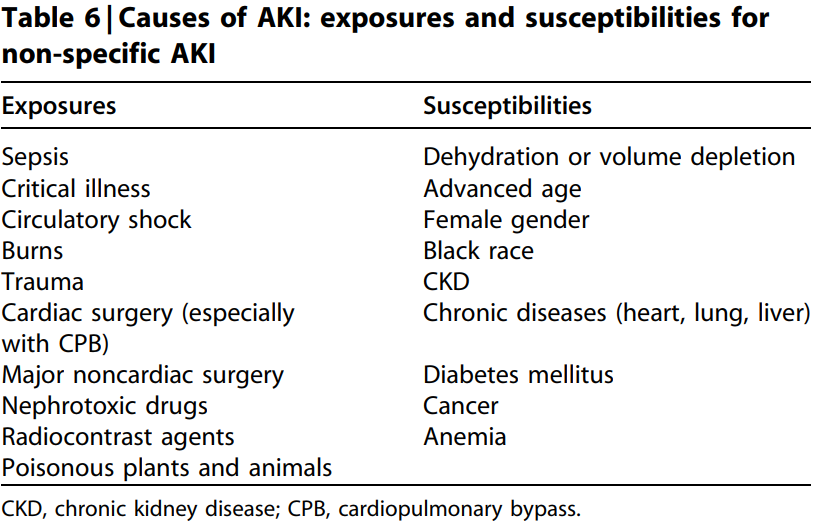 Table 6 | Causes of AKI: exposures and susceptibilities for
non-specific AKI
Exposures Susceptibilities
Sepsis Dehydration or volume depletion
Critical illness Advanced age
Circulatory shock Female gender
Burns Black race
Trauma CKD
Cardiac surgery (especially Chronic diseases (heart, lung, liver)
with CPB)
Major noncardiac surgery Diabetes mellitus
Nephrotoxic drugs Cancer
Radiocontrast agents Anemia
Poisonous plants and animals
CKD, chronic kidney disease; CPB, cardiopulmonary bypass.